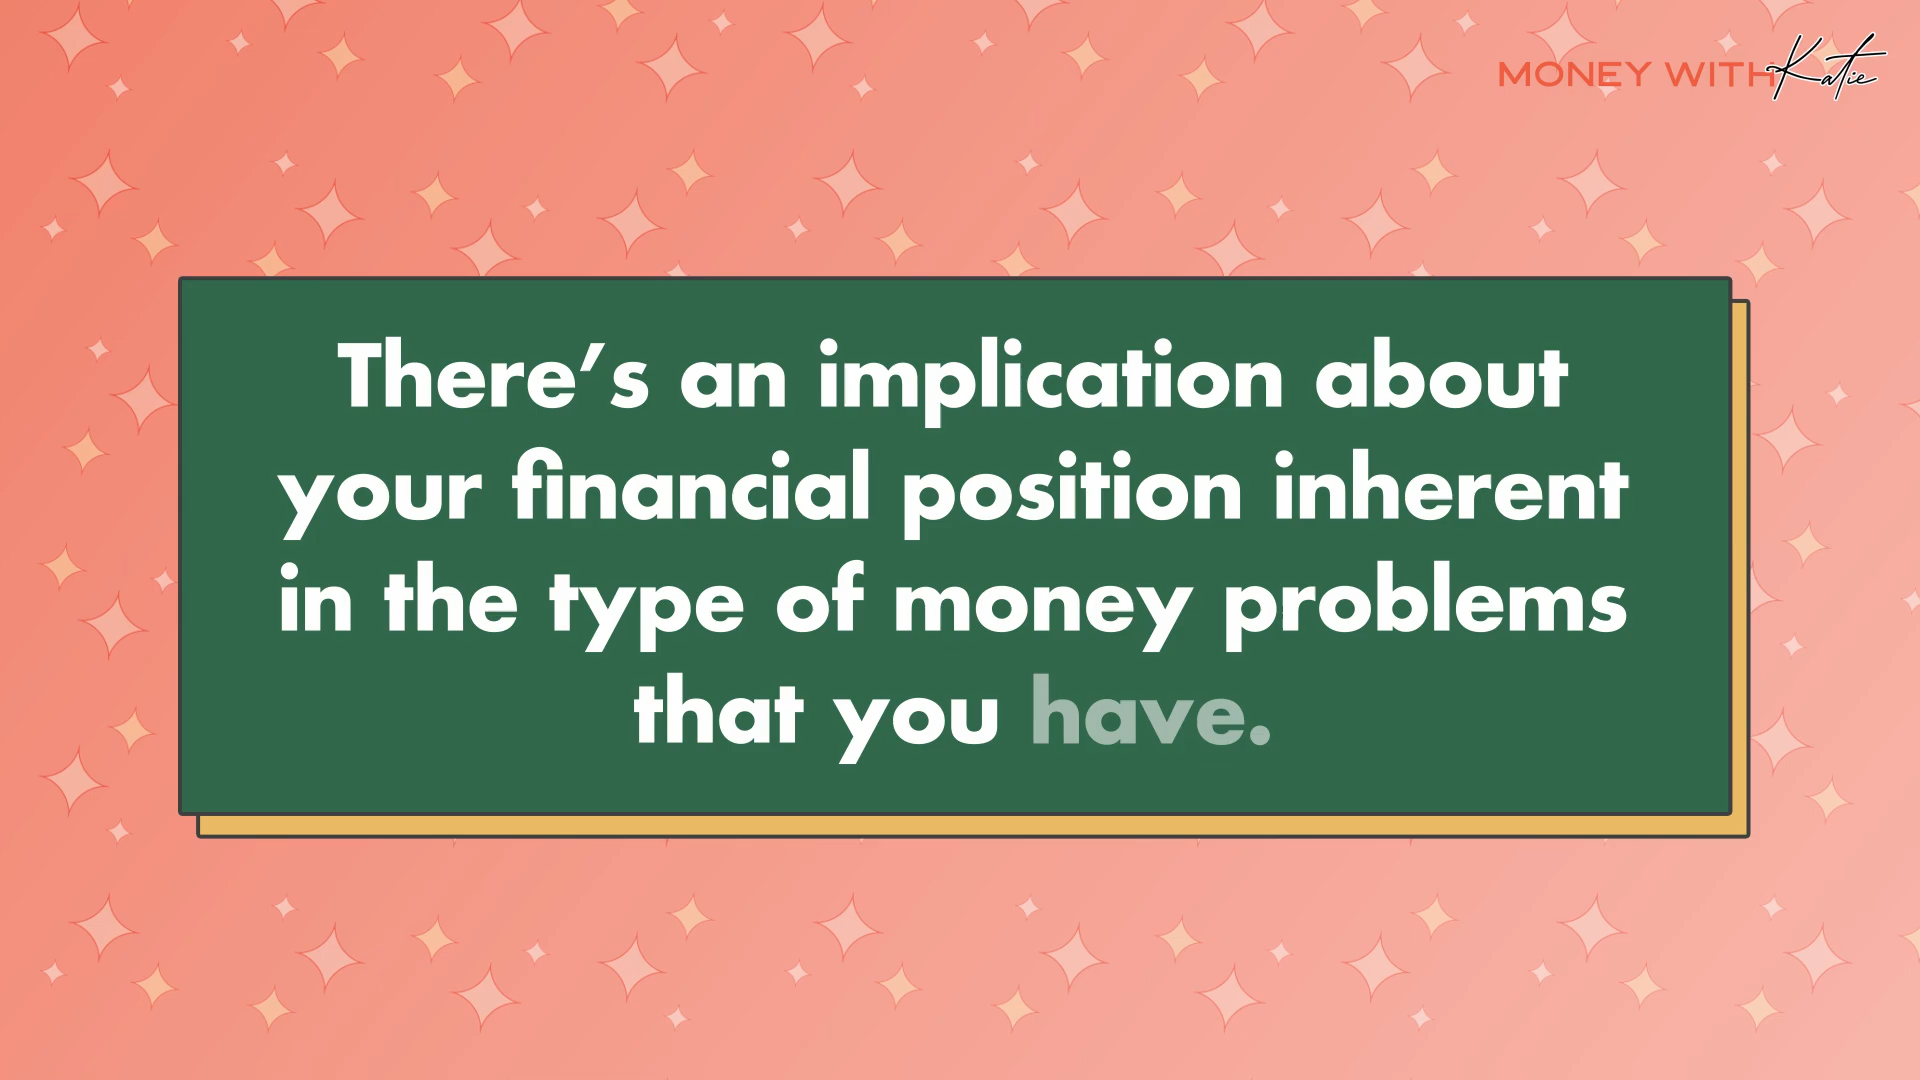 MONEY WITH Katie
There’s an implication about
your financial position inherent
in the type of money problems
that you have.